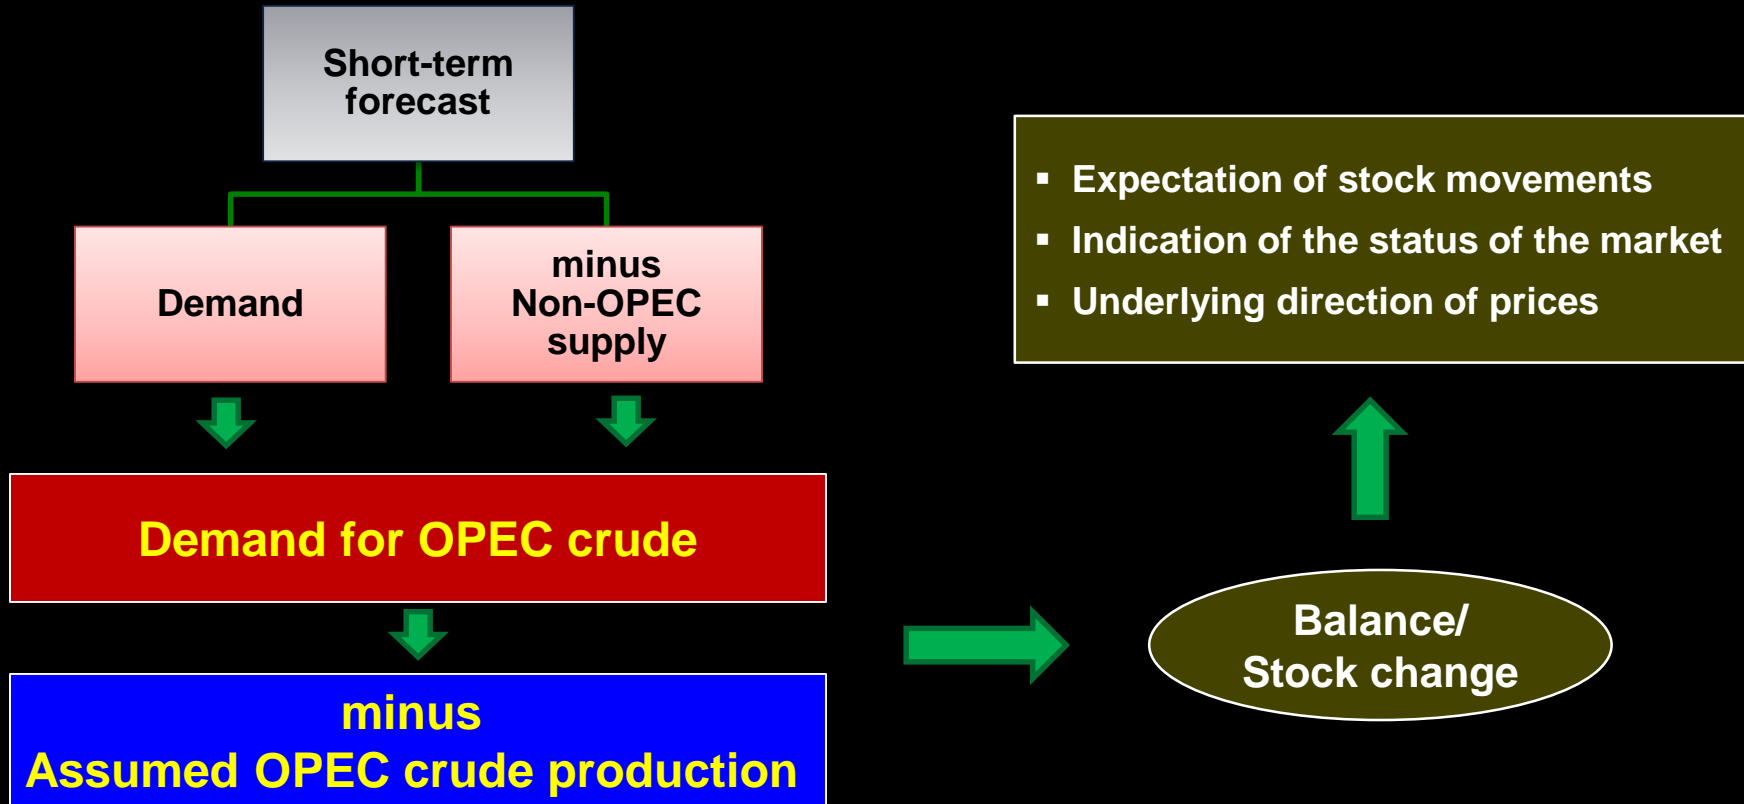 Short-term
forecast
Demand
minus
Non-OPEC
supply
Demand for OPEC crude
minus
Assumed OPEC crude production
▪ Expectation of stock movements
▪ Indication of the status of the market
▪ Underlying direction of prices
Balance/
Stock change